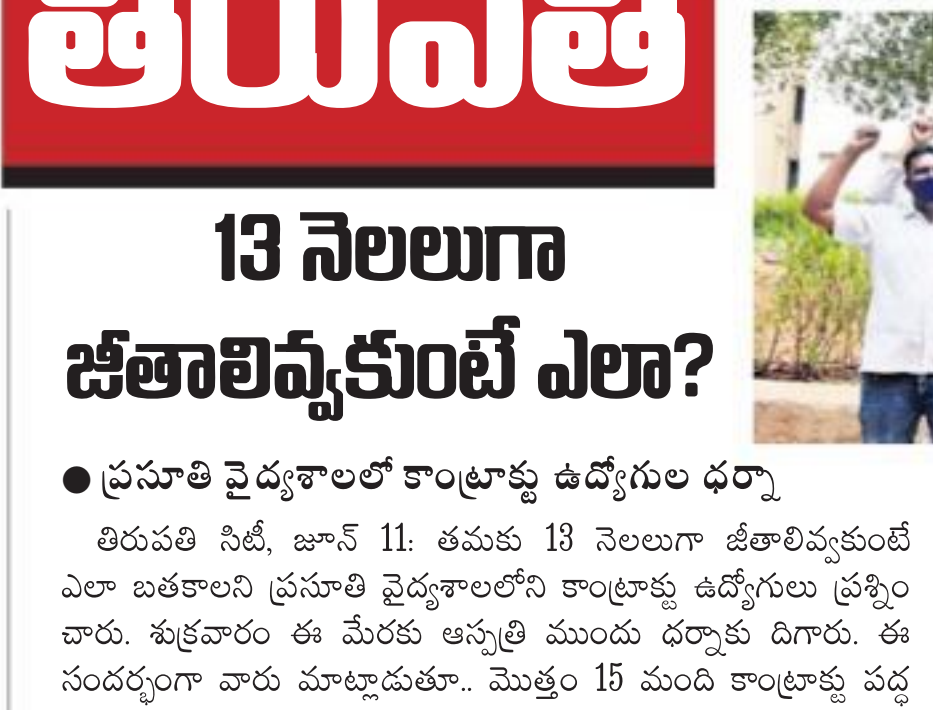 తిరుపతి
13 నెలలుగా
జీతాలివ్వకుంటే ఎలా?
● ప్రసూతి వైద్యశాలలో కాంట్రాక్టు ఉద్యోగుల ధర్నా
తిరుపతి సిటీ, జూన్ 11: తమకు 13 నెలలుగా జీతాలివ్వకుంటే
ఎలా బతకాలని ప్రసూతి వైద్యశాలలోని కాంట్రాక్టు ఉద్యోగులు ప్రశ్నిం
చారు. శుక్రవారం ఈ మేరకు ఆస్పత్రి ముందు ధర్నాకు దిగారు. ఈ
సందర్భంగా వారు మాట్లాడుతూ.. మొత్తం 15 మంది కాంట్రాక్టు పద్ధ